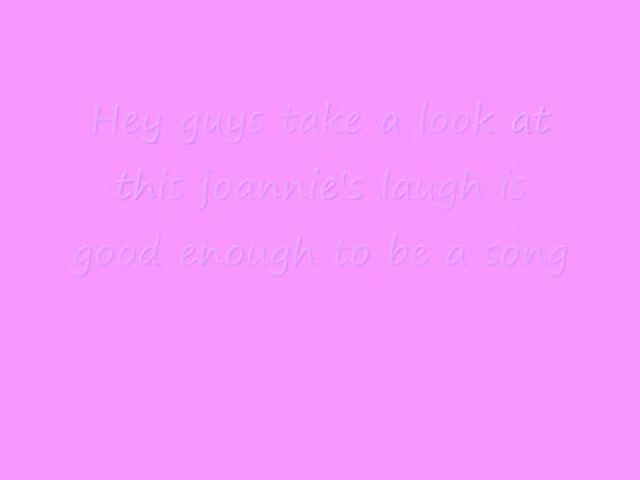 Hey guys take a look at
this joannie's laugh is
good enough to be a song